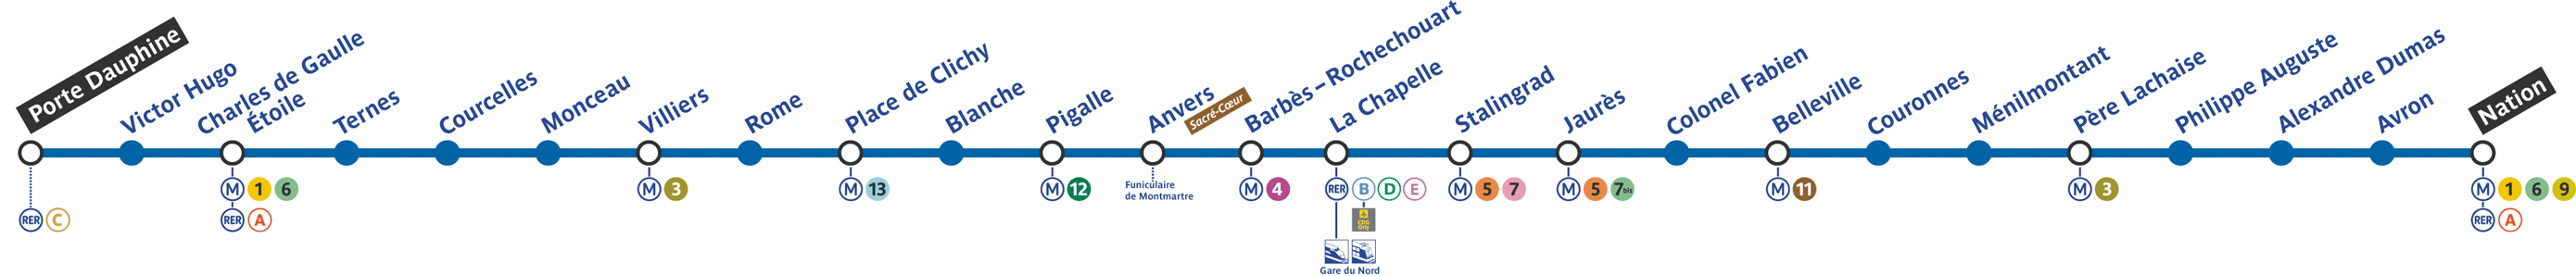 Porte Dauphine
Victor Hugo
Charles de Gaulle
Étoile
Ternes
Courcelles
Monceau
Villiers
Rome
Place de Clichy
Blanche
Pigalle
Anvers
Sacré-Cœur
Barbès–Rochechouart
La Chapelle
Stalingrad
Jaurès
Colonel Fabien
Belleville
Couronnes
Ménilmontant
Père Lachaise
Philippe Auguste
Alexandre Dumas
Avron
Nation
RER C
M 1 6
RER A
M 3
M 13
M 12
Funiculaire
de Montmartre
M 4
RER B D E
CDG
Orly
Gare du Nord
M 5 7
M 5 7bis
M 11
M 3
M 1 6 9
RER A